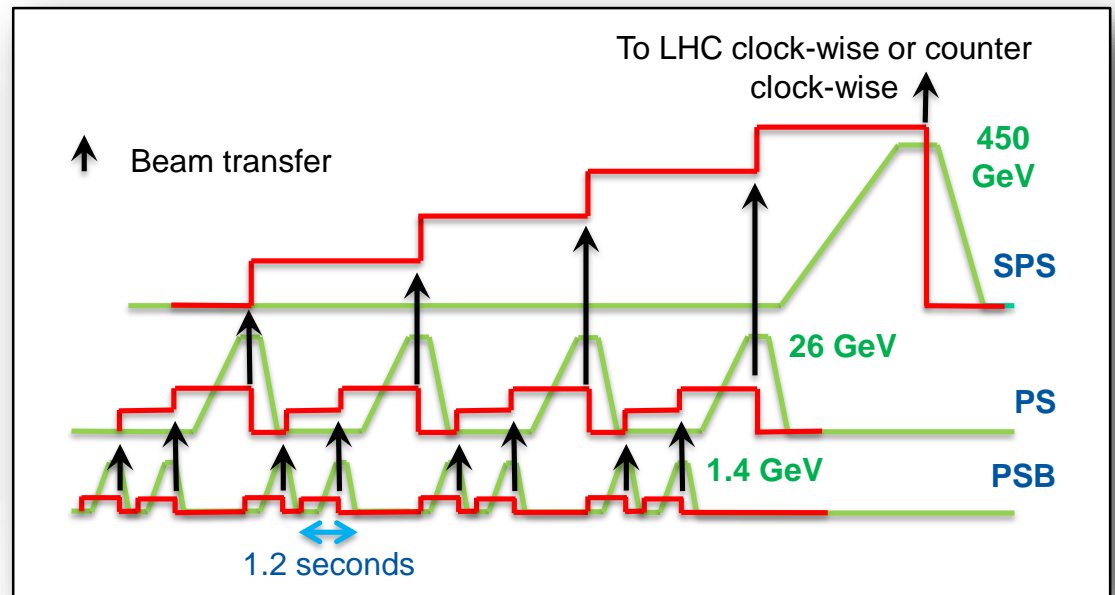 To LHC clock-wise or counter
clock-wise
Beam transfer
450
GeV
SPS
26 GeV
PS
1.4 GeV
PSB
1.2 seconds